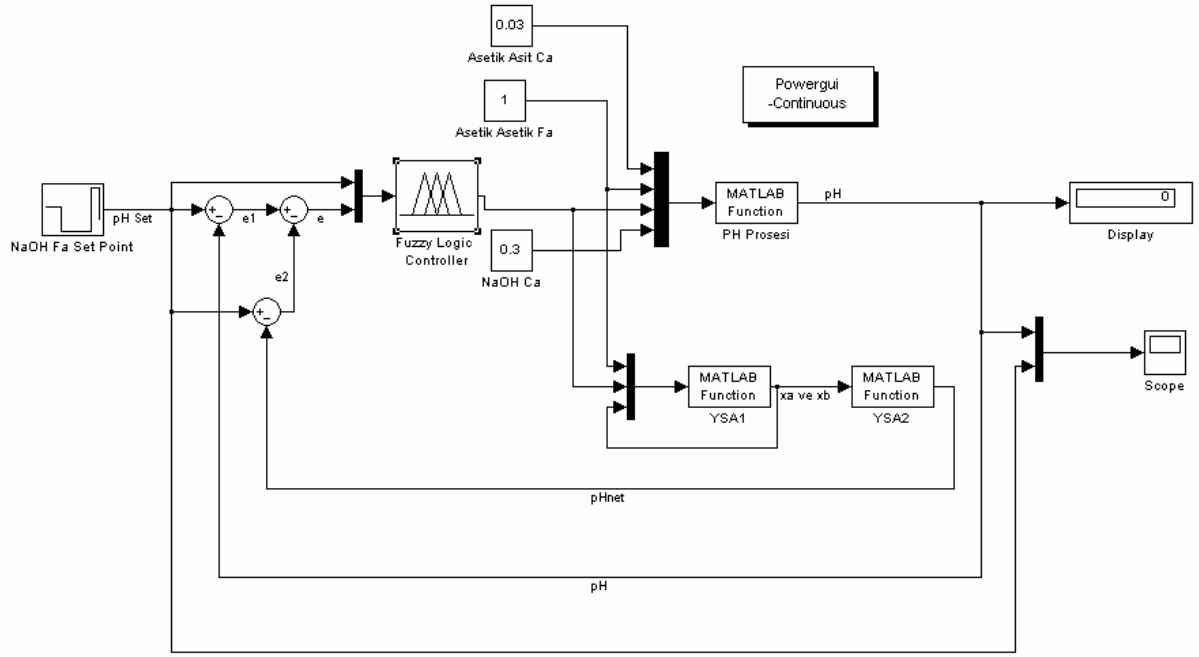 0.03
Asetik Asit Ca
1
Asetik Asetik Fa
Powergui
-Continuous
NaOH Fa Set Point
pH Set
e1
e
e2
Fuzzy Logic
Controller
0.3
NaOH Ca
MATLAB
Function
PH Prosesi
pH
0
Display
MATLAB
Function
YSA1
xa ve xb
MATLAB
Function
YSA2
Scope
pHnet
pH